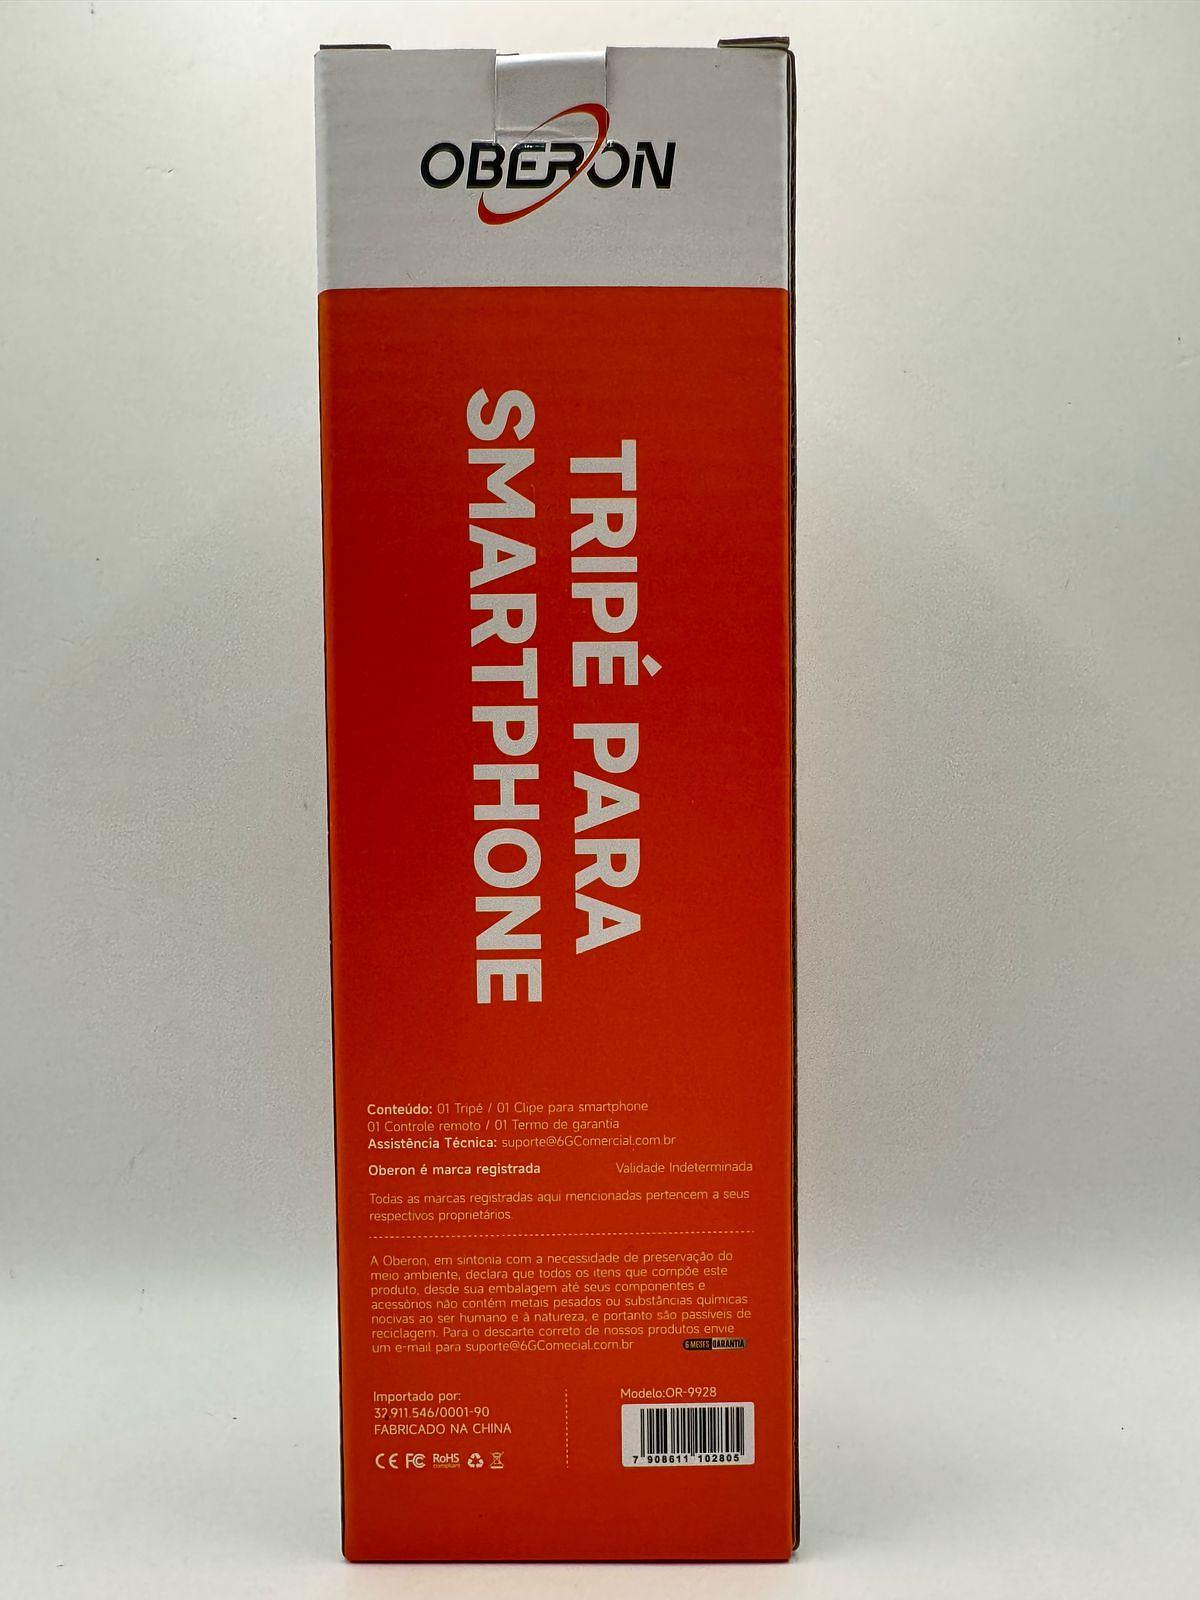 OBERON
TRIPÉ PARA
SMARTPHONE
Conteúdo: 01 Tripé / 01 Clipe para smartphone
01 Controle remoto / 01 Termo de garantia
Assistência Técnica: suporte@6GComercial.com.br
Oberon é marca registrada Validade Indeterminada
Todas as marcas registradas aqui mencionadas pertencem a seus
respectivos proprietários.
A Oberon, em sintonia com a necessidade de preservação do
meio ambiente, declara que todos os itens que compõe este
produto, desde sua embalagem até seus componentes e
acessórios não contém metais pesados ou substâncias químicas
nocivas ao ser humano e à natureza, e portanto são passíveis de
reciclagem. Para o descarte correto de nossos produtos envie
um e-mail para suporte@6GComecial.com.br
6 MESES GARANTIA
Importado por:
32.911.546/0001-90
FABRICADO NA CHINA
CE FC RoHS
compliant
Modelo:OR-9928
7 908611 102805